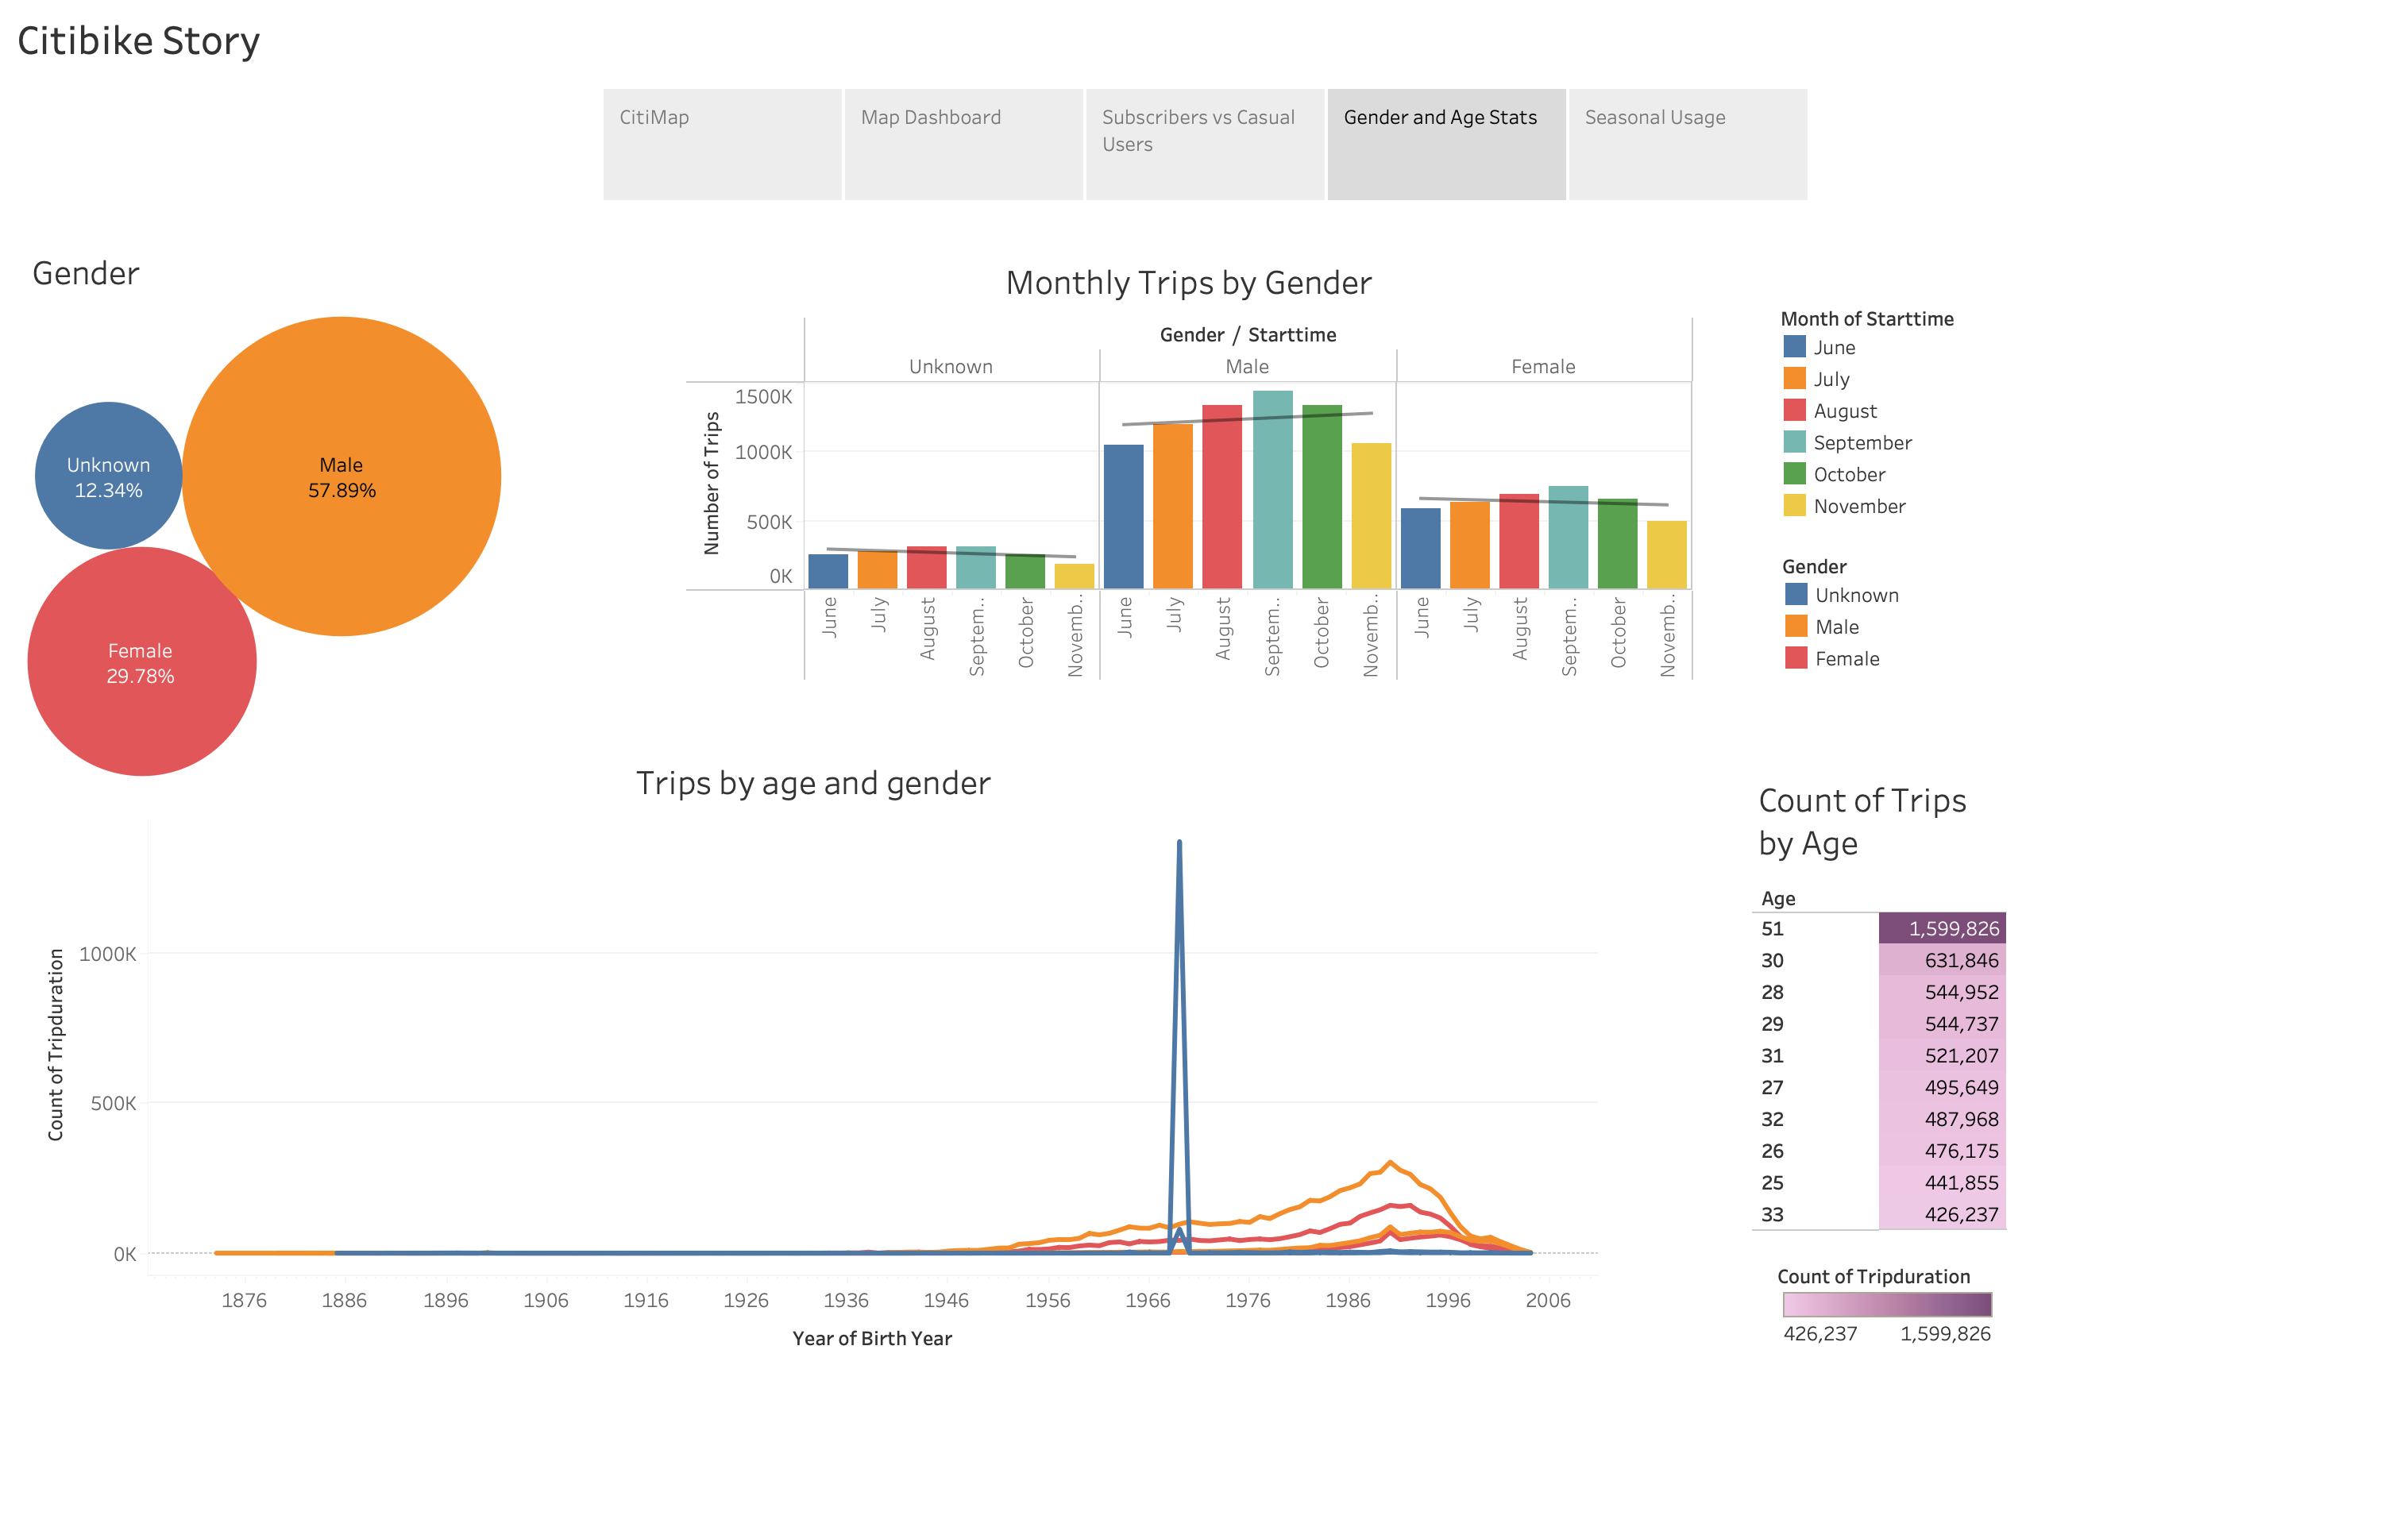 Citibike Story
CitiMap
Map Dashboard
Subscribers vs Casual
Users
Gender and Age Stats
Seasonal Usage
Gender
Unknown
12.34%
Male
57.89%
Female
29.78%
Monthly Trips by Gender
Gender / Starttime
Unknown
Male
Female
Number of Trips
1500K
1000K
500K
0K
June
July
August
Septem..
October
Novemb..
June
July
August
Septem..
October
Novemb..
June
July
August
Septem..
October
Novemb..
Month of Starttime
June
July
August
September
October
November
Gender
Unknown
Male
Female
Trips by age and gender
Count of Tripduration
1000K
500K
0K
1876
1886
1896
1906
1916
1926
1936
1946
1956
1966
1976
1986
1996
2006
Year of Birth Year
Count of Trips
by Age
Age
51 1,599,826
30 631,846
28 544,952
29 544,737
31 521,207
27 495,649
32 487,968
26 476,175
25 441,855
33 426,237
Count of Tripduration
426,237 1,599,826